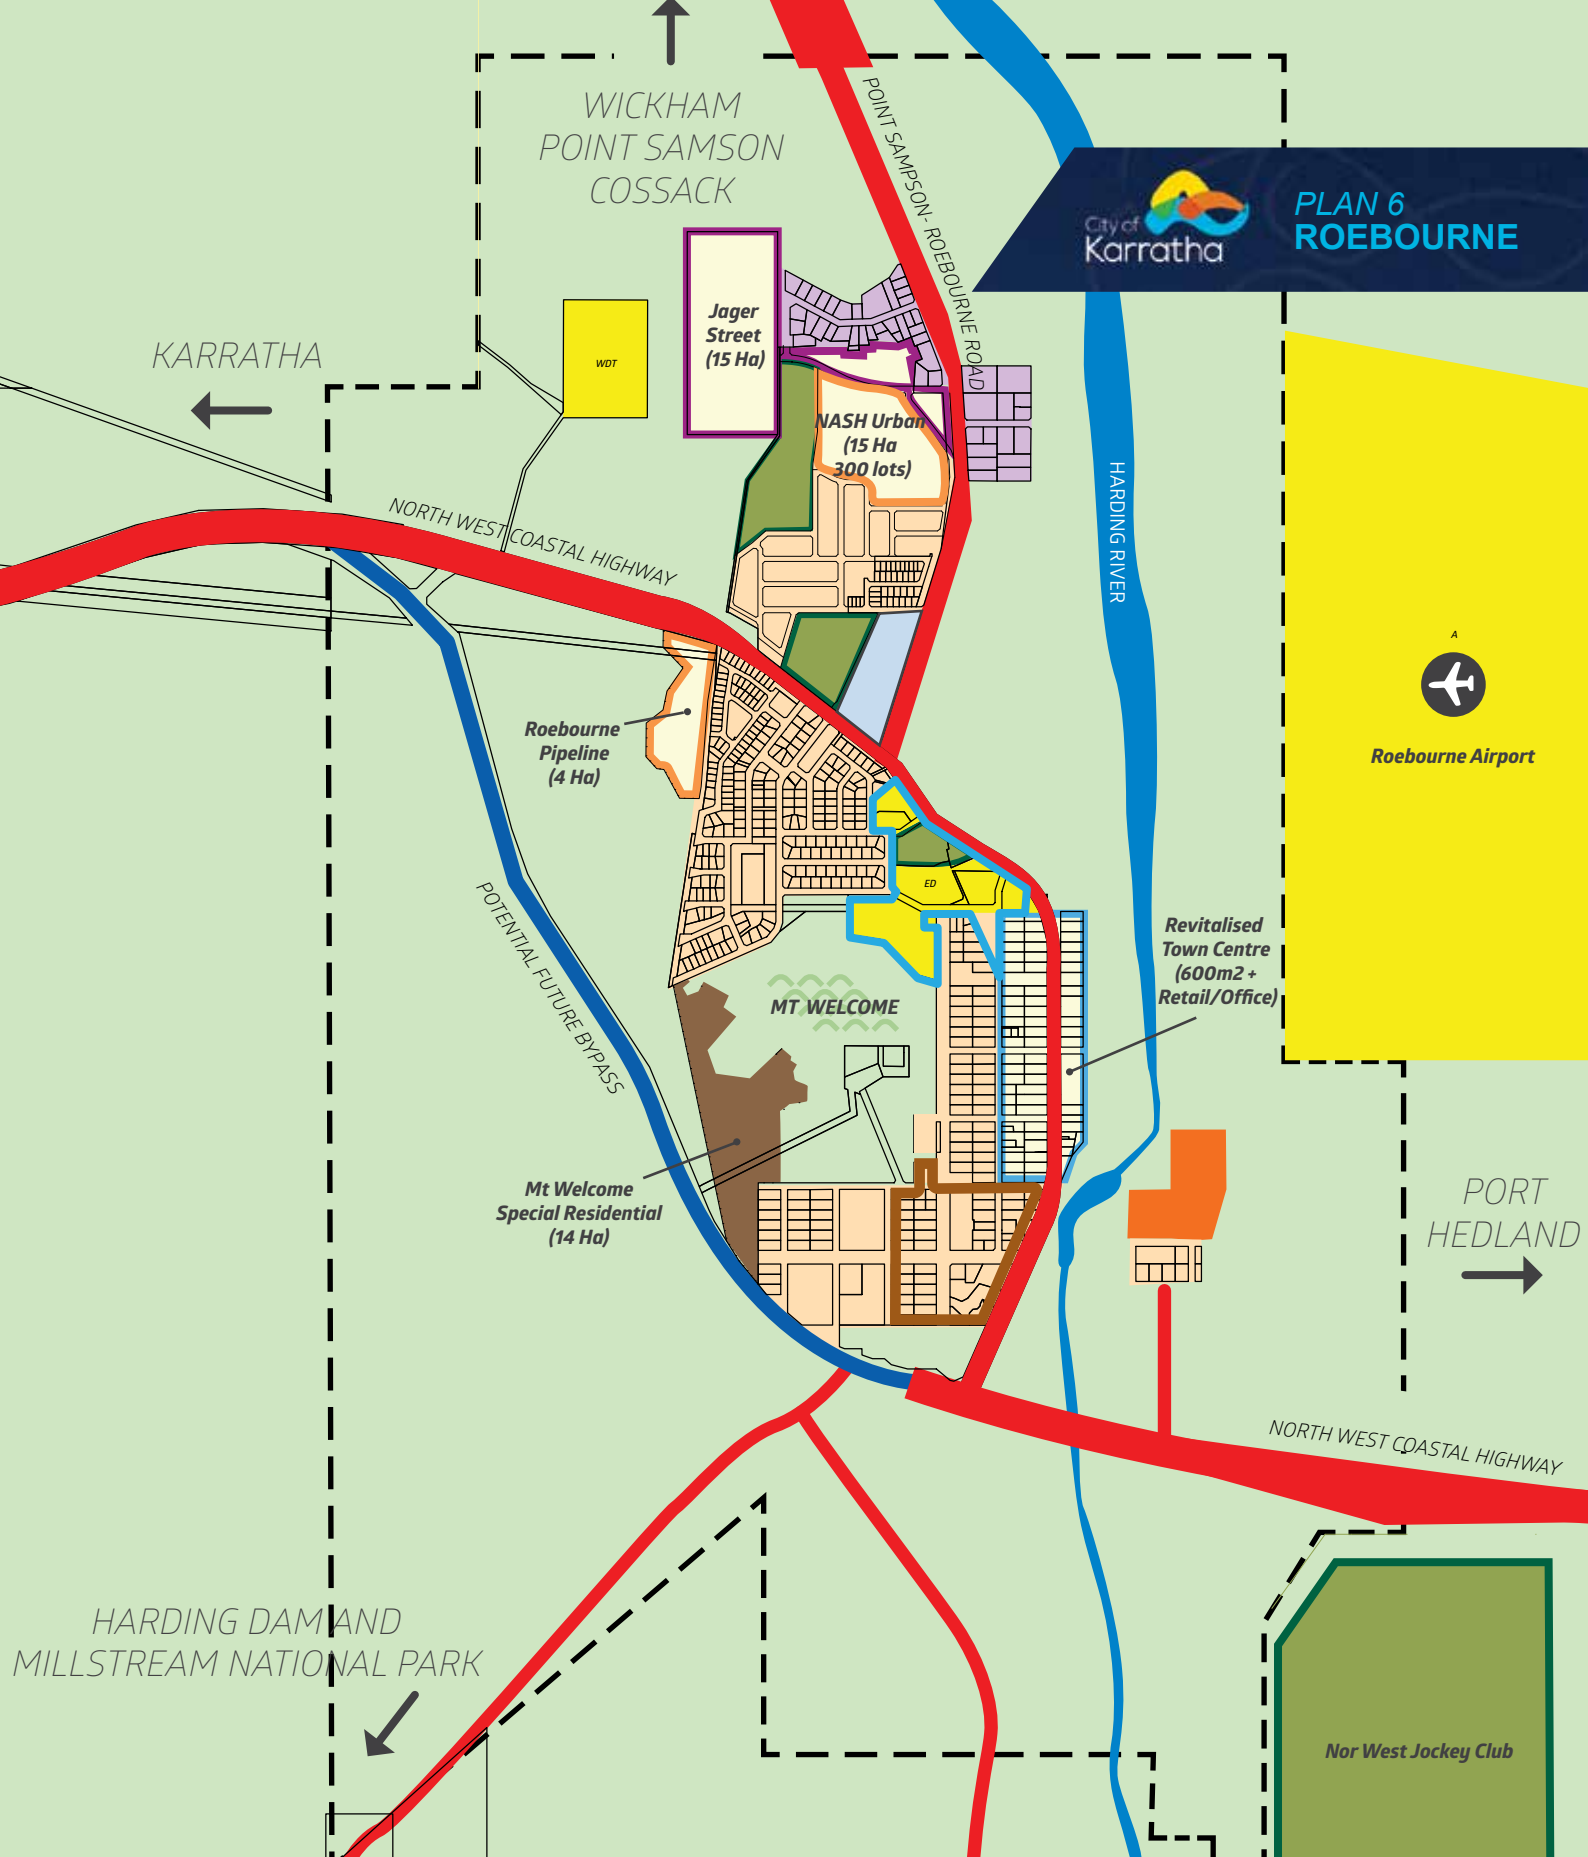 WICKHAM
POINT SAMSON
COSSACK
POINT SAMPSON- ROEBOURNE ROAD
City of
Karratha
PLAN 6
ROEBOURNE
KARRATHA
WDT
Jager
Street
(15 Ha)
NASH Urban
(15 Ha
300 lots)
NORTH WEST COASTAL HIGHWAY
HARDING RIVER
A
Roebourne Airport
Roebourne
Pipeline
(4 Ha)
ED
POTENTIAL FUTURE BYPASS
Revitalised
Town Centre
(600m2 +
Retail/Office)
MT WELCOME
Mt Welcome
Special Residential
(14 Ha)
PORT
HEDLAND
NORTH WEST COASTAL HIGHWAY
HARDING DAM AND
MILLSTREAM NATIONAL PARK
Nor West Jockey Club